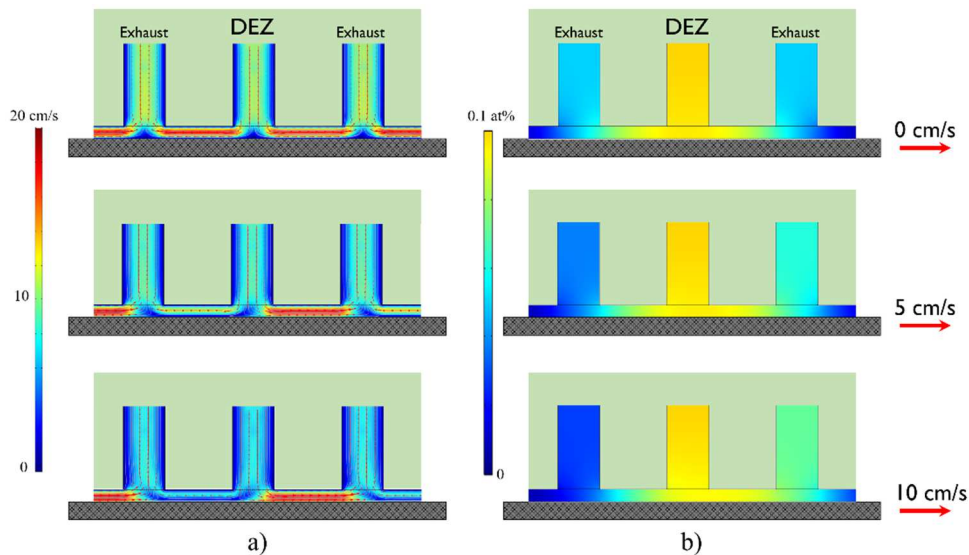 Exhaust DEZ Exhaust
Exhaust DEZ Exhaust
20 cm/s
10
0
0.1 at%
0
0 cm/s
5 cm/s
10 cm/s
a)
b)